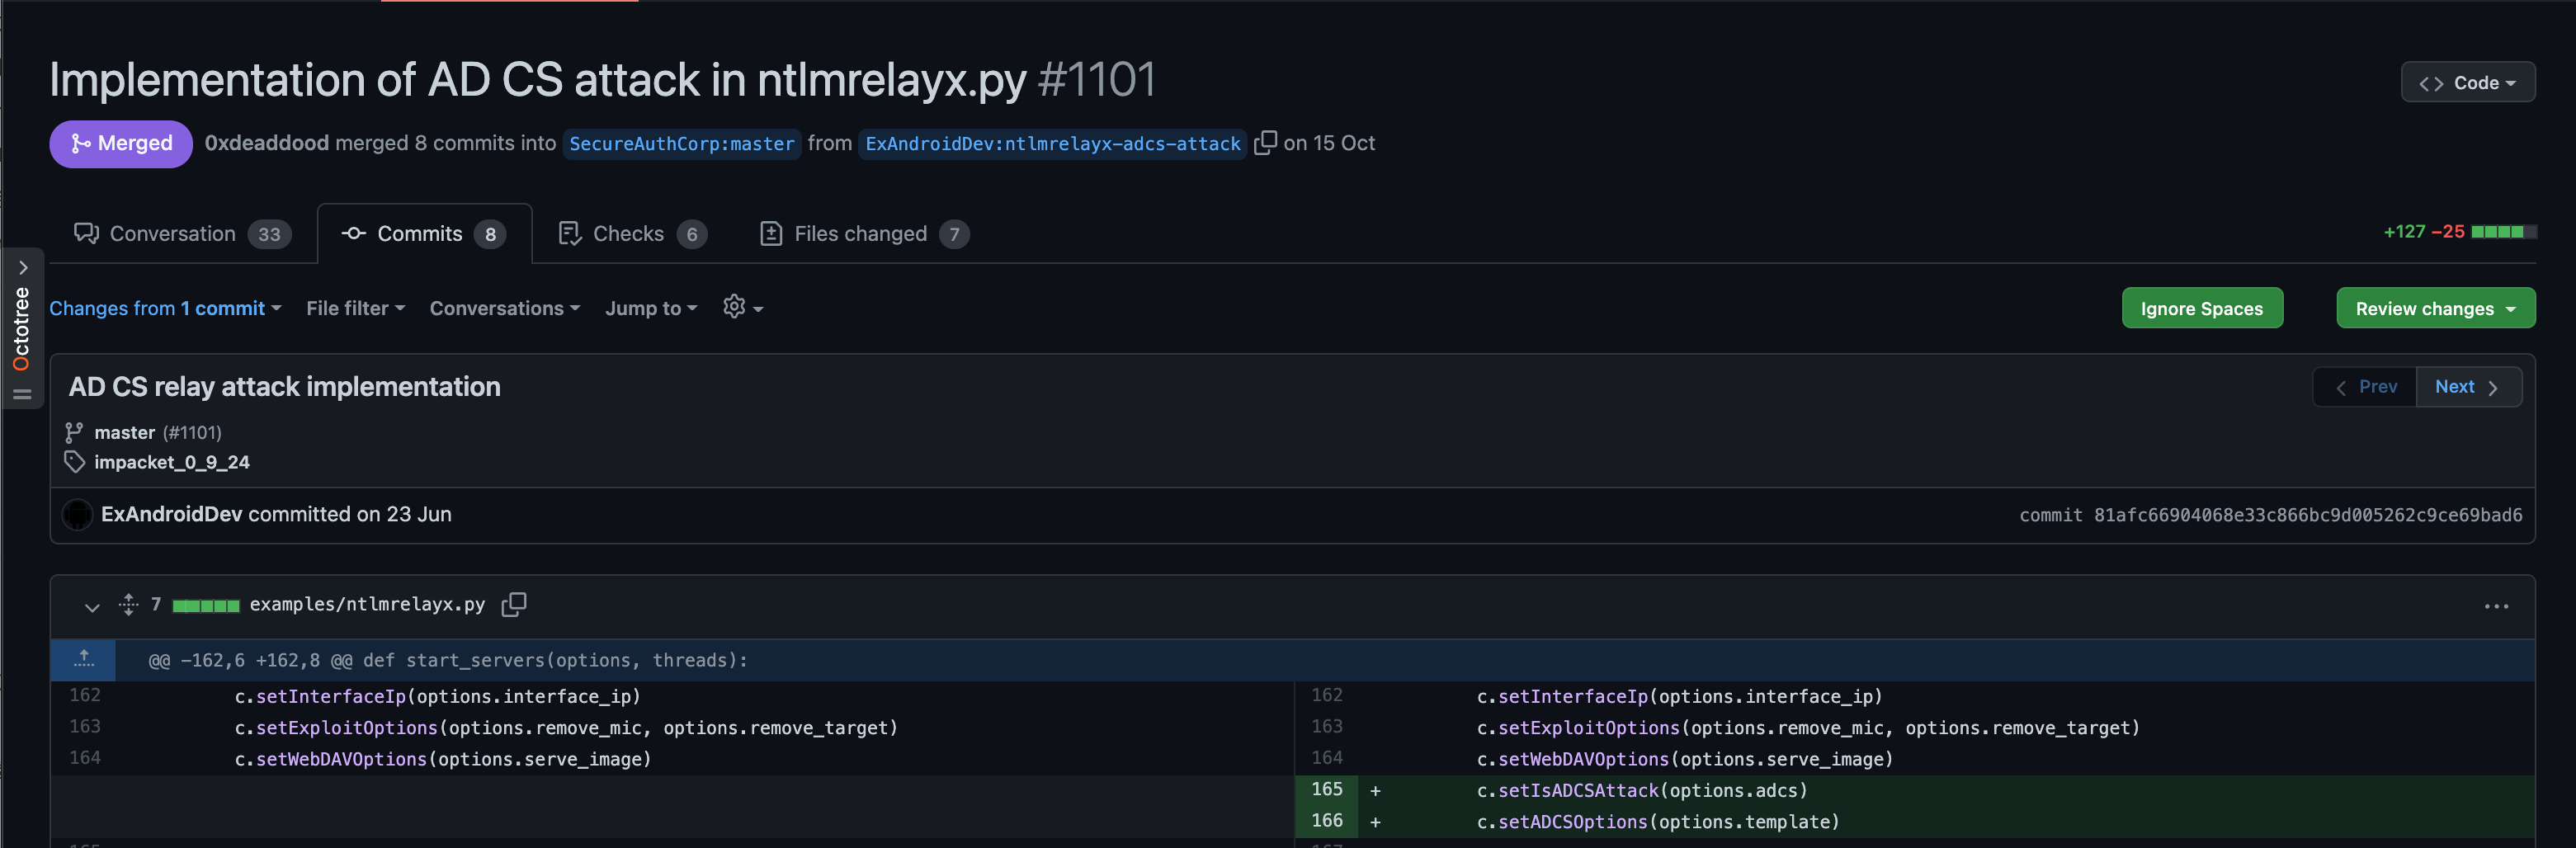 Implementation of AD CS attack in ntlmrelayx.py #1101
<> Code
Merged 0xdeaddood merged 8 commits into SecureAuthCorp:master from ExAndroidDev:ntlmrelayx-adcs-attack on 15 Oct
Conversation 33 Commits 8 Checks 6 Files changed 7
+127 −25
Octotree
Changes from 1 commit File filter Conversations Jump to
Ignore Spaces Review changes
AD CS relay attack implementation
Prev Next
master (#1101)
impacket_0_9_24
ExAndroidDev committed on 23 Jun
commit 81afc66904068e33c866bc9d005262c9ce69bad6
7 examples/ntlmrelayx.py
@@ -162,6 +162,8 @@ def start_servers(options, threads):
162 c.setInterfaceIp(options.interface_ip) 162 c.setInterfaceIp(options.interface_ip)
163 c.setExploitOptions(options.remove_mic, options.remove_target) 163 c.setExploitOptions(options.remove_mic, options.remove_target)
164 c.setWebDAVOptions(options.serve_image) 164 c.setWebDAVOptions(options.serve_image)
165 + c.setIsADCSAttack(options.adcs)
166 + c.setADCSOptions(options.template)